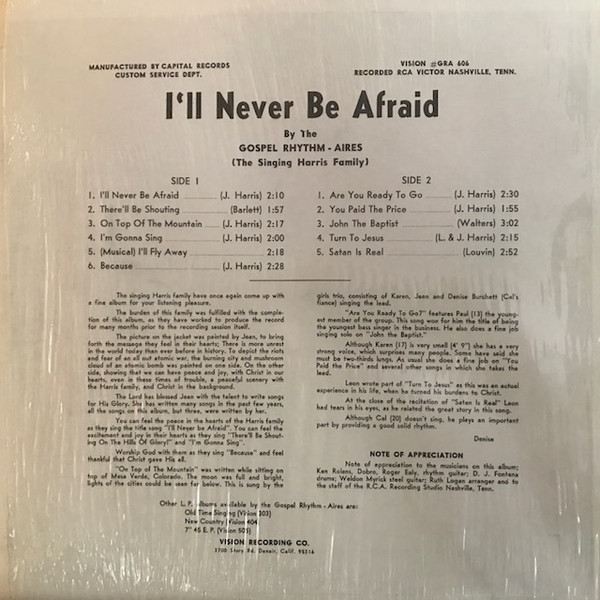 MANUFACTURED BY CAPITAL RECORDS
CUSTOM SERVICE DEPT.
VISION #GRA 606
RECORDED RCA VICTOR NASHVILLE, TENN.
I'll Never Be Afraid
By The
GOSPEL RHYTHM - AIRES
(The Singing Harris Family)
SIDE 1
1. I'll Never Be Afraid (J. Harris) 2:10
2. There'll Be Shouting (Barlett) 1:57
3. On Top Of The Mountain (J. Harris) 2:17
4. I'm Gonna Sing (J. Harris) 2:00
5. (Musical) I'll Fly Away 2:18
6. Because (J. Harris) 2:28
SIDE 2
1. Are You Ready To Go (J. Harris) 2:30
2. You Paid The Price (J. Harris) 1:55
3. John The Baptist (Walters) 3:02
4. Turn To Jesus (L. & J. Harris) 2:15
5. Satan Is Real (Louvin) 2:52
The singing Harris family have once again come up with
a fine album for your listening pleasure.
The burden of this family was fulfilled with the comple-
tion of this album, as they have worked to produce the record
for many months prior to the recording session itself.
The picture on the jacket was painted by Jean, to bring
forth the message they feel in their hearts; There is more unrest
in the world today then ever before in history. To depict the riots
and fear of an all out atomic war, the burning city and mushroom
cloud of an atomic bomb was painted on one side. On the other
side, showing that we can have peace and joy, with Christ in our
hearts, even in these times of trouble, a peaceful scenery with
the Harris family, and Christ in the background.
The Lord has blessed Jean with the talent to write songs
for His Glory. She has written many songs in the past few years,
all the songs on this album, but three, were written by her.
You can feel the peace in the hearts of the Harris family
as they sing the title song "I'll Never be Afraid". You can feel the
excitement and joy in their hearts as they sing "There'll Be Shout-
ing On The Hills Of Glory!" and "I'm Gonna Sing".
Worship God with them as they sing "Because" and feel
thankful that Christ gave His all.
"On Top of The Mountain" was written while sitting on
top of Mesa Verde, Colorado. The moon was full and bright,
lights of the cities could be seen far below. This is sung by the
girls trio, consisting of Karen, Jean and Denise Burchett (Cal's
fiance) singing the lead.
"Are You Ready To Go?" features Paul (13) the young-
est member of the group. This song won for him the title of being
the youngest bass singer in the business. He also does a fine job
singing solo on "John the Baptist."
Although Karen (17) is very small (4' 9") she has a very
strong voice, which surprises many people. Some have said she
must be two-thirds lungs. As usual she does a fine job on "You
Paid the Price" and several other songs in which she takes the
lead.
Leon wrote part of "Turn To Jesus" as this was an actual
experience in his life, when he turned his burdens to Christ.
At the close of the recording of "Satan Is Real" Leon
had tears in his eyes, as he related the great story in this song.
Although Cal (20) doesn't sing, he plays an important
part by providing a good solid rhythm.
Denise
NOTE OF APPRECIATION
Note of appreciation to the musicians on this album;
Ken Rolens, Dobro, Roger Ealy, rhythm guitar; D. J. Fontana
drums; Weldon Myrick steel guitar; Ruth Logan arranger and to
the staff of the R.C.A. Recording Studio Nashville, Tenn.
Other L. P. Albums available by the Gospel Rhythm - Aires are:
Old Time Singing (Vision 303)
New Country (Vision 404)
7" 45 E. P. (Vision 505)
VISION RECORDING CO.
3700 Story Rd. Denair, Calif. 95316